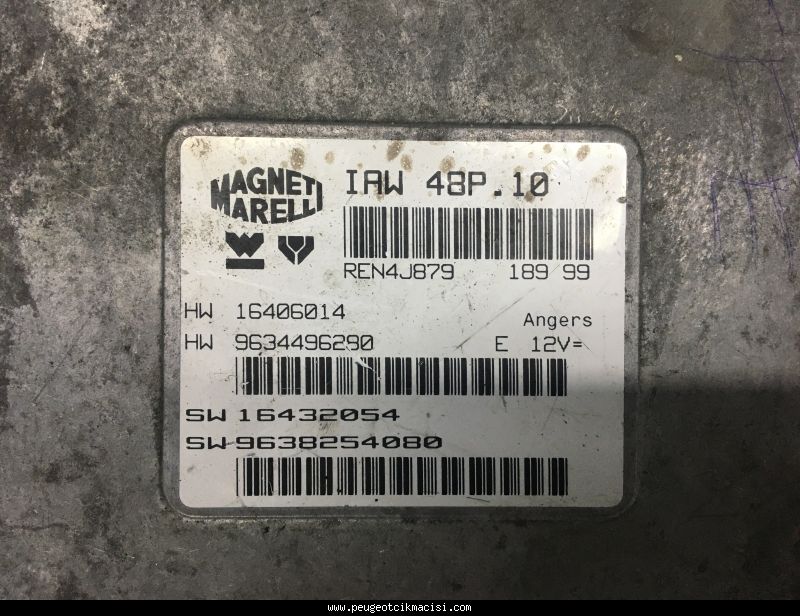 MAGNETI MARELLI
IAW 48P.10
REN4J879 189 99
HW 16406014
Angers
HW 9634496280 E 12V=
SW 16432054
SW 9638254080
www.peugeotcikmacisi.com